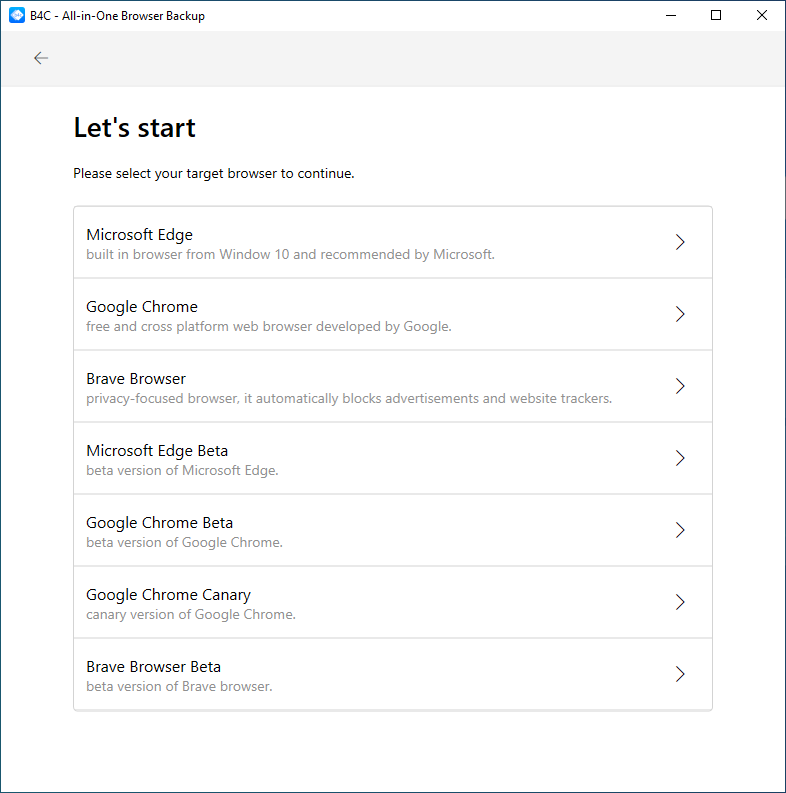 B4C - All-in-One Browser Backup
Let's start
Please select your target browser to continue.
Microsoft Edge
built in browser from Window 10 and recommended by Microsoft.
Google Chrome
free and cross platform web browser developed by Google.
Brave Browser
privacy-focused browser, it automatically blocks advertisements and website trackers.
Microsoft Edge Beta
beta version of Microsoft Edge.
Google Chrome Beta
beta version of Google Chrome.
Google Chrome Canary
canary version of Google Chrome.
Brave Browser Beta
beta version of Brave browser.